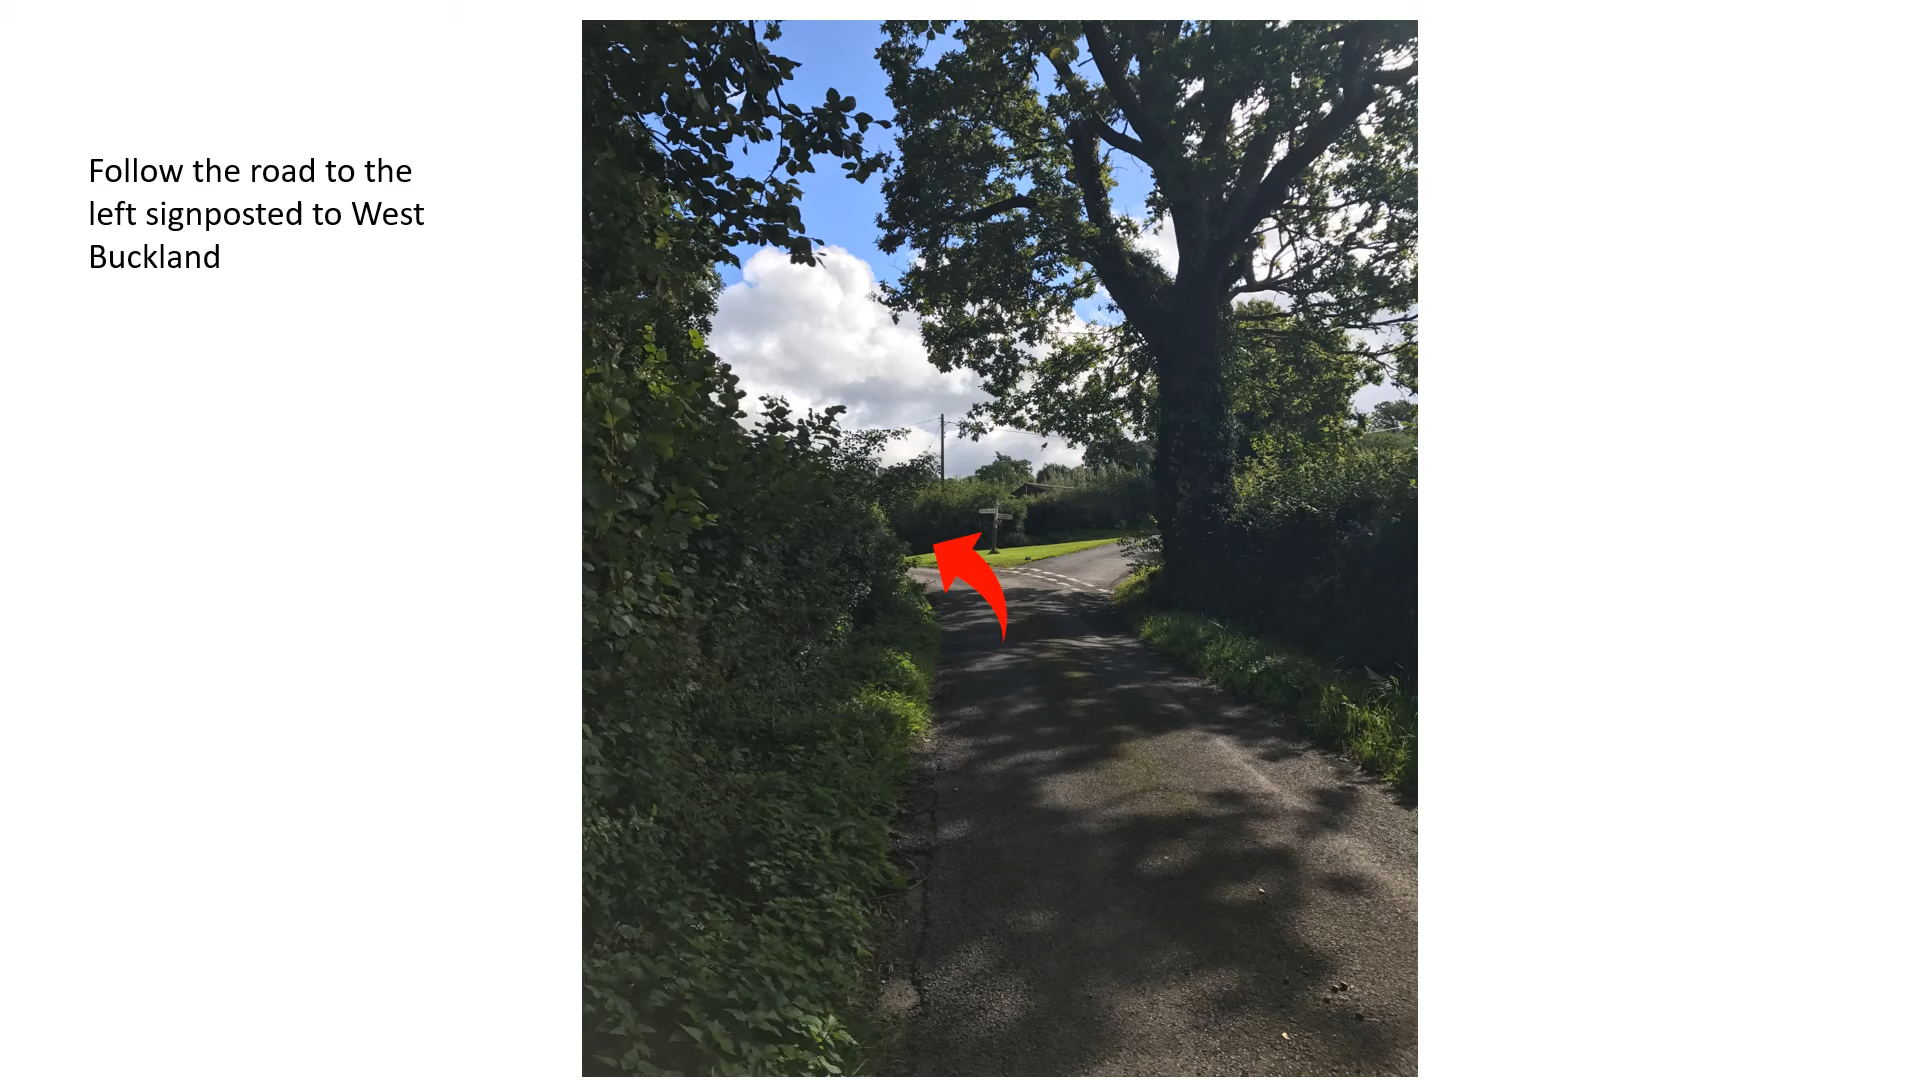 Follow the road to the
left signposted to West
Buckland